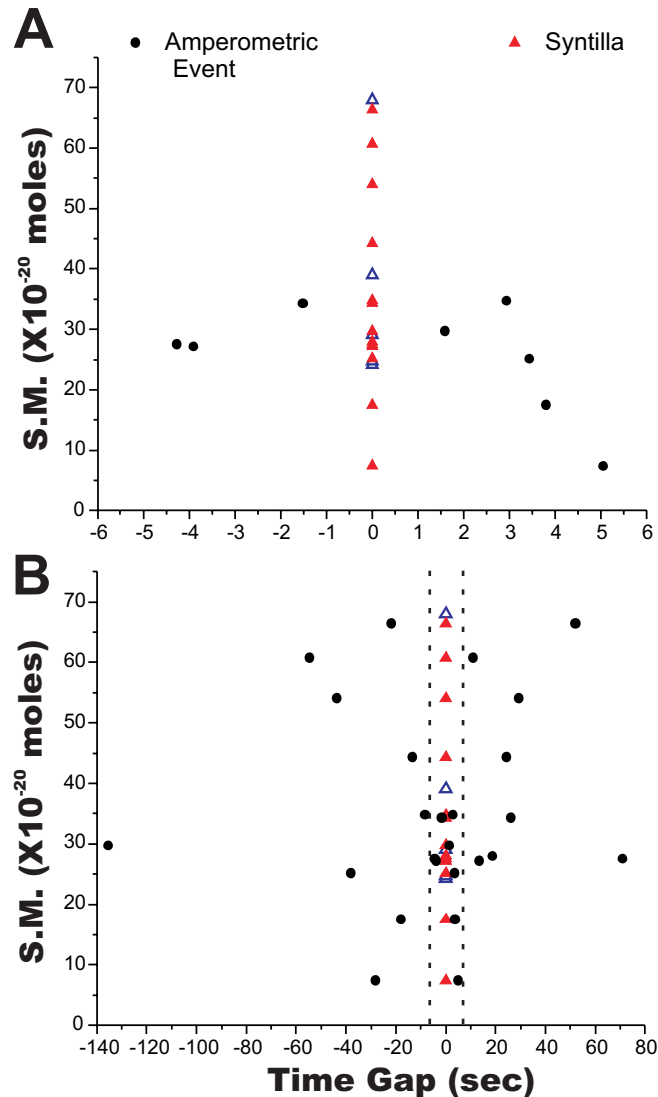 A
Amperometric
Event
Syntilla
S.M. (X10⁻²⁰ moles)
70
60
50
40
30
20
10
0
-6 -5 -4 -3 -2 -1 0 1 2 3 4 5 6
B
S.M. (X10⁻²⁰ moles)
70
60
50
40
30
20
10
0
-140 -120 -100 -80 -60 -40 -20 0 20 40 60 80
Time Gap (sec)